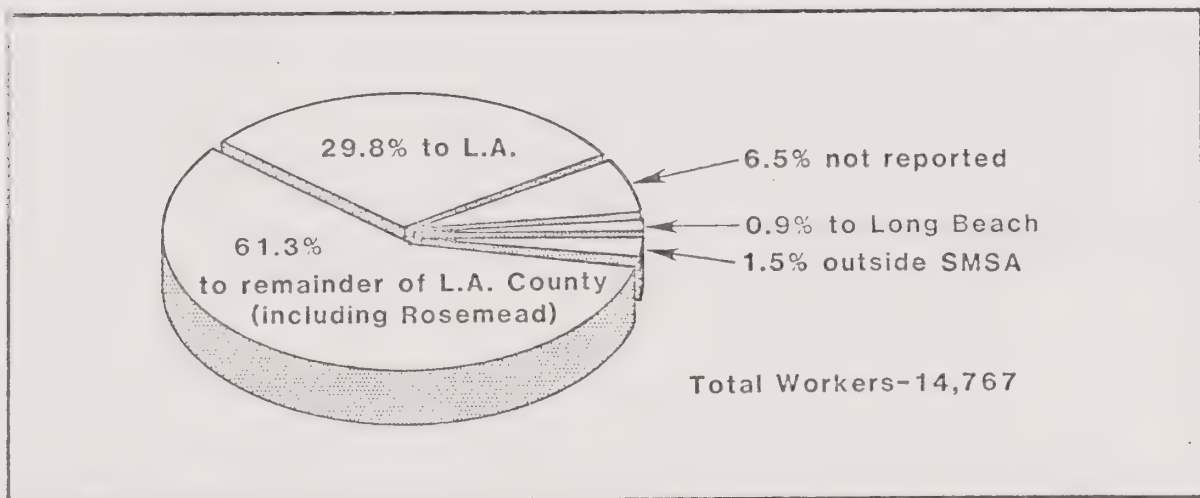 29.8% to L.A.
6.5% not reported
0.9% to Long Beach
1.5% outside SMSA
61.3%
to remainder of L.A. County
(including Rosemead)
Total Workers-14,767